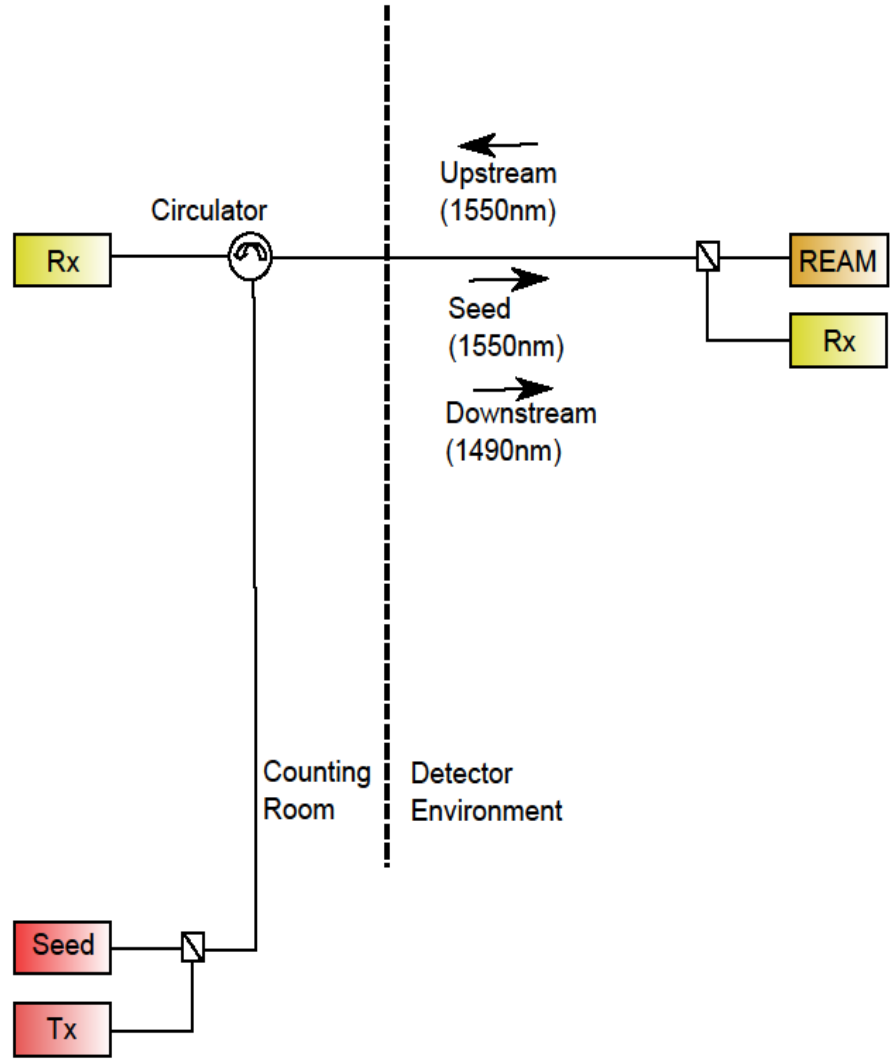 Upstream
(1550nm)
Circulator
Rx
REAM
Seed
(1550nm)
Rx
Downstream
(1490nm)
Counting
Room
Detector
Environment
Seed
Tx